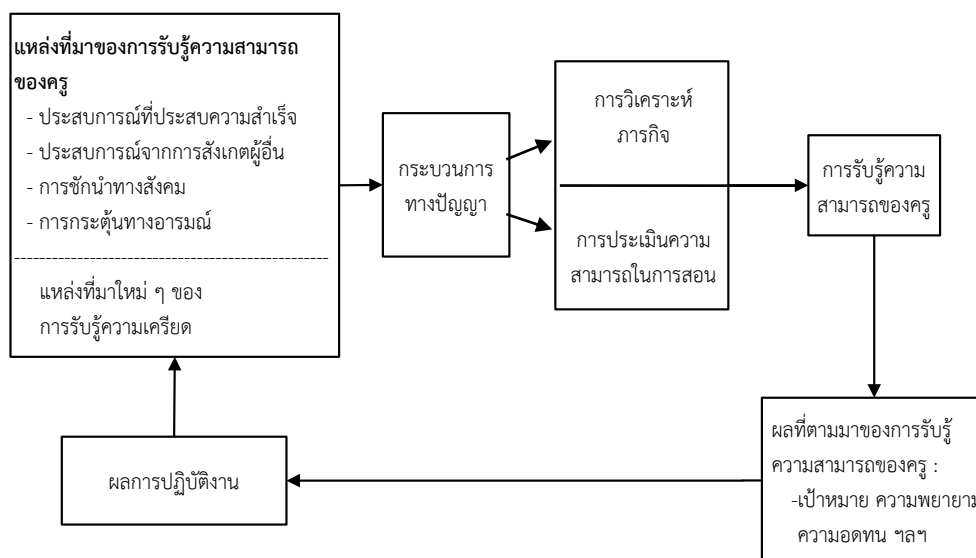 แหล่งที่มาของการรับรู้ความสามารถ
ของครู
- ประสบการณ์ที่ประสบความสำเร็จ
- ประสบการณ์จากการสังเกตผู้อื่น
- การชักนำทางสังคม
- การกระตุ้นทางอารมณ์
แหล่งที่มาใหม่ ๆ ของ
การรับรู้ความเครียด
กระบวนการ
ทางปัญญา
การวิเคราะห์
ภารกิจ
การประเมินความ
สามารถในการสอน
การรับรู้ความ
สามารถของครู
ผลที่ตามมาของการรับรู้
ความสามารถของครู :
-เป้าหมาย ความพยายาม
ความอดทน ฯลฯ
ผลการปฏิบัติงาน